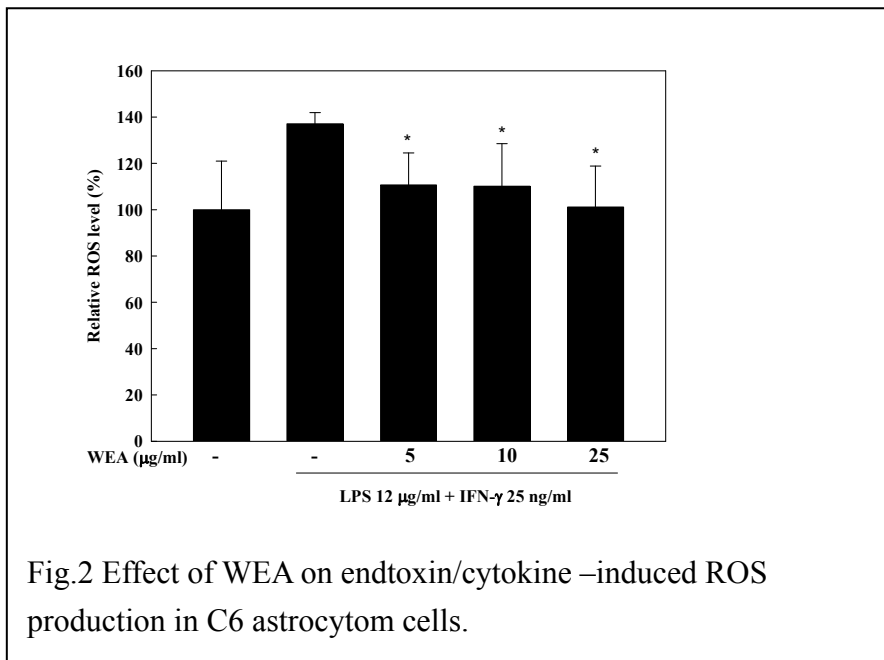 160
140
*
*
120
*
100
80
60
40
20
0
Relative ROS level (%)
WEA (μg/ml) - - 5 10 25
LPS 12 μg/ml + IFN-γ 25 ng/ml
Fig.2 Effect of WEA on endtoxin/cytokine –induced ROS
production in C6 astrocytom cells.